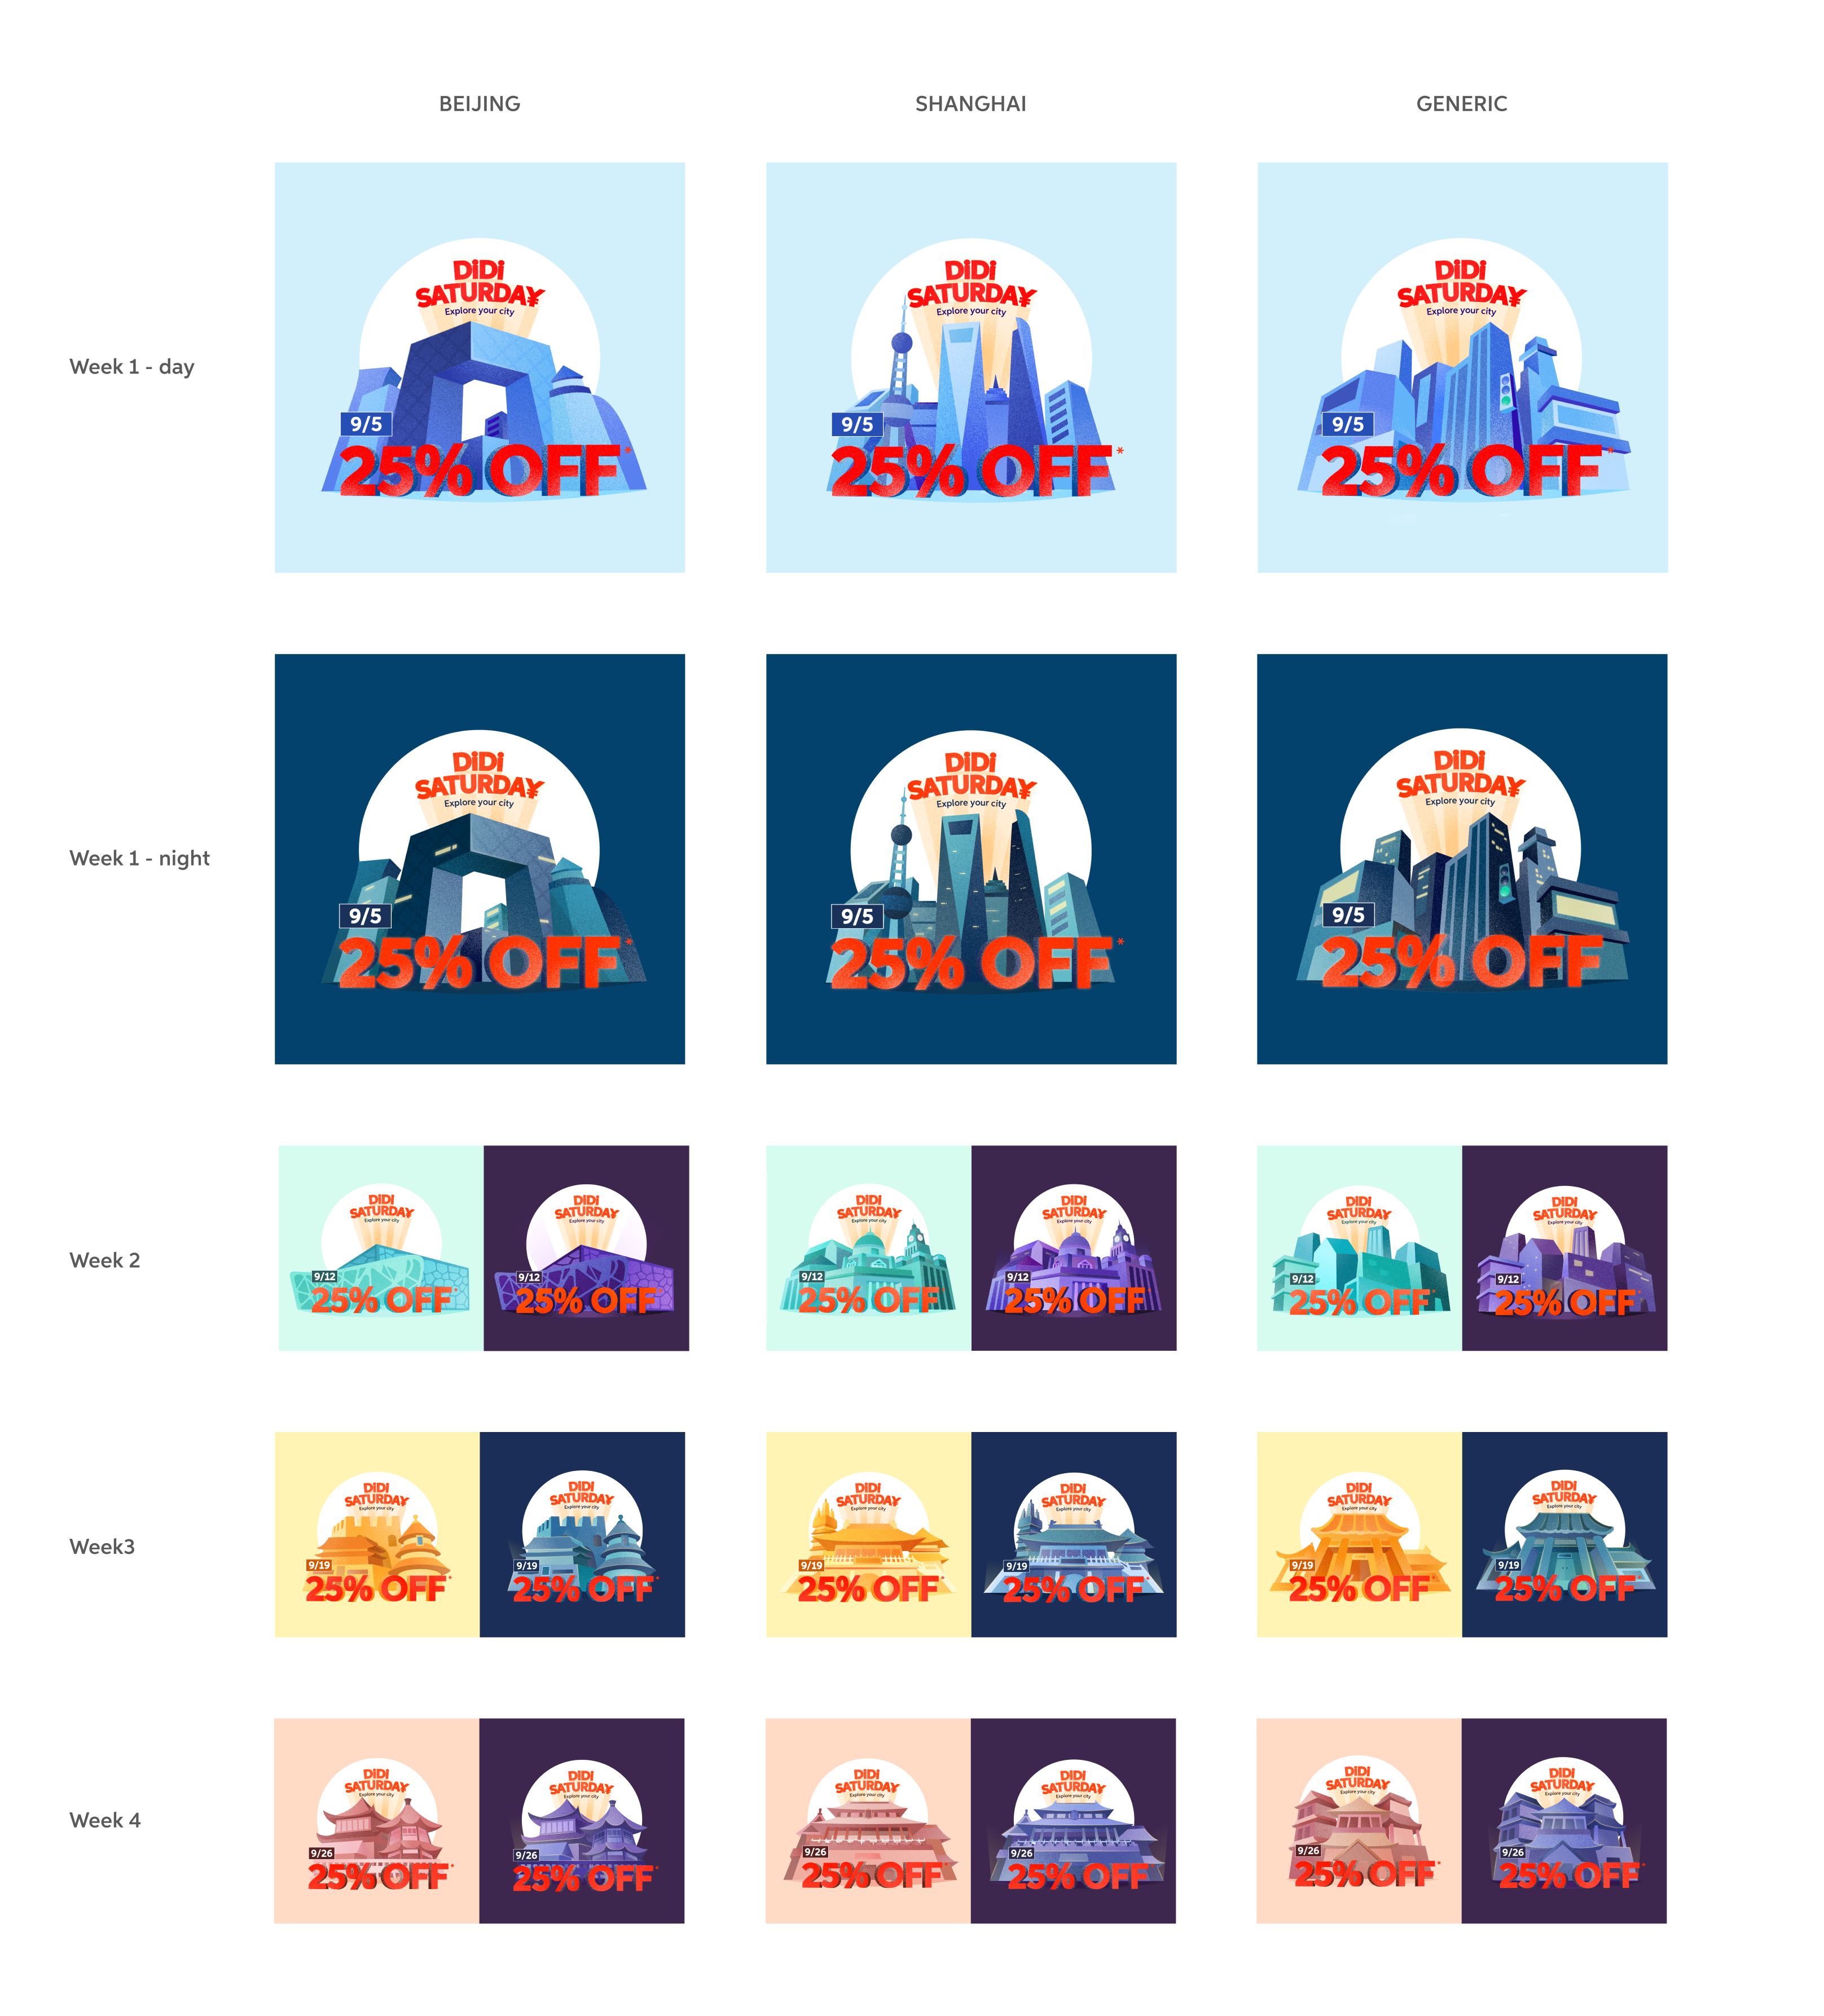 BEIJING
SHANGHAI
GENERIC
Week 1 - day
DiDi
SATURDAY
Explore your city
9/5
25% OFF*
DiDi
SATURDAY
Explore your city
9/5
25% OFF*
DiDi
SATURDAY
Explore your city
9/5
25% OFF*
Week 1 - night
DiDi
SATURDAY
Explore your city
9/5
25% OFF*
DiDi
SATURDAY
Explore your city
9/5
25% OFF*
DiDi
SATURDAY
Explore your city
9/5
25% OFF
Week 2
DiDi
SATURDAY
Explore your city
9/12
25% OFF*
DiDi
SATURDAY
Explore your city
9/12
25% OFF
DiDi
SATURDAY
Explore your city
9/12
25% OFF
DiDi
SATURDAY
Explore your city
9/12
25% OFF*
DiDi
SATURDAY
Explore your city
9/12
25% OFF*
DiDi
SATURDAY
Explore your city
9/12
25% OFF*
Week3
DiDi
SATURDAY
Explore your city
9/19
25% OFF*
DiDi
SATURDAY
Explore your city
9/19
25% OFF*
DiDi
SATURDAY
Explore your city
9/19
25% OFF*
DiDi
SATURDAY
Explore your city
9/19
25% OFF*
DiDi
SATURDAY
Explore your city
9/19
25% OFF
DiDi
SATURDAY
Explore your city
9/19
25% OFF
Week 4
DiDi
SATURDAY
Explore your city
9/26
25% OFF*
DiDi
SATURDAY
Explore your city
9/26
25% OFF*
DiDi
SATURDAY
Explore your city
9/26
25% OFF*
DiDi
SATURDAY
Explore your city
9/26
25% OFF
DiDi
SATURDAY
Explore your city
9/26
25% OFF*
DiDi
SATURDAY
Explore your city
9/26
25% OFF*